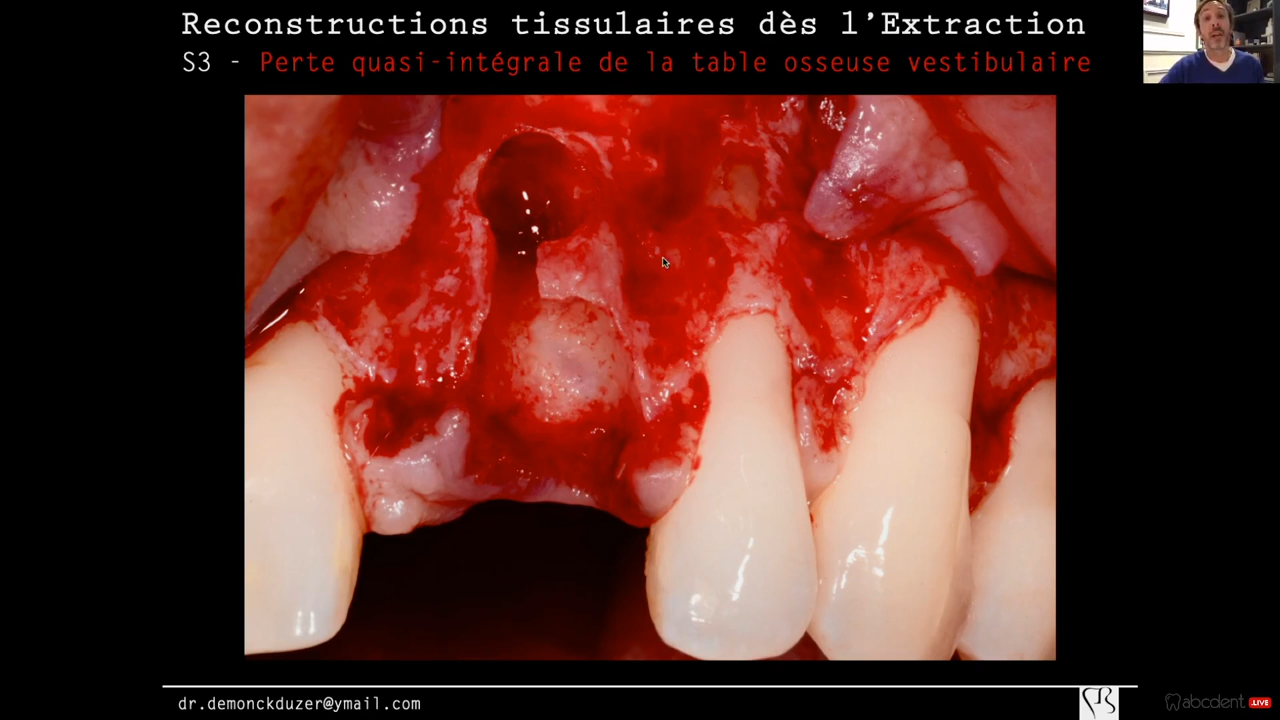 Reconstructions tissulaires dès l'Extraction
S3 - Perte quasi-intégrale de la table osseuse vestibulaire
dr.demonckduzer@ymail.com
abcdent .LIVE